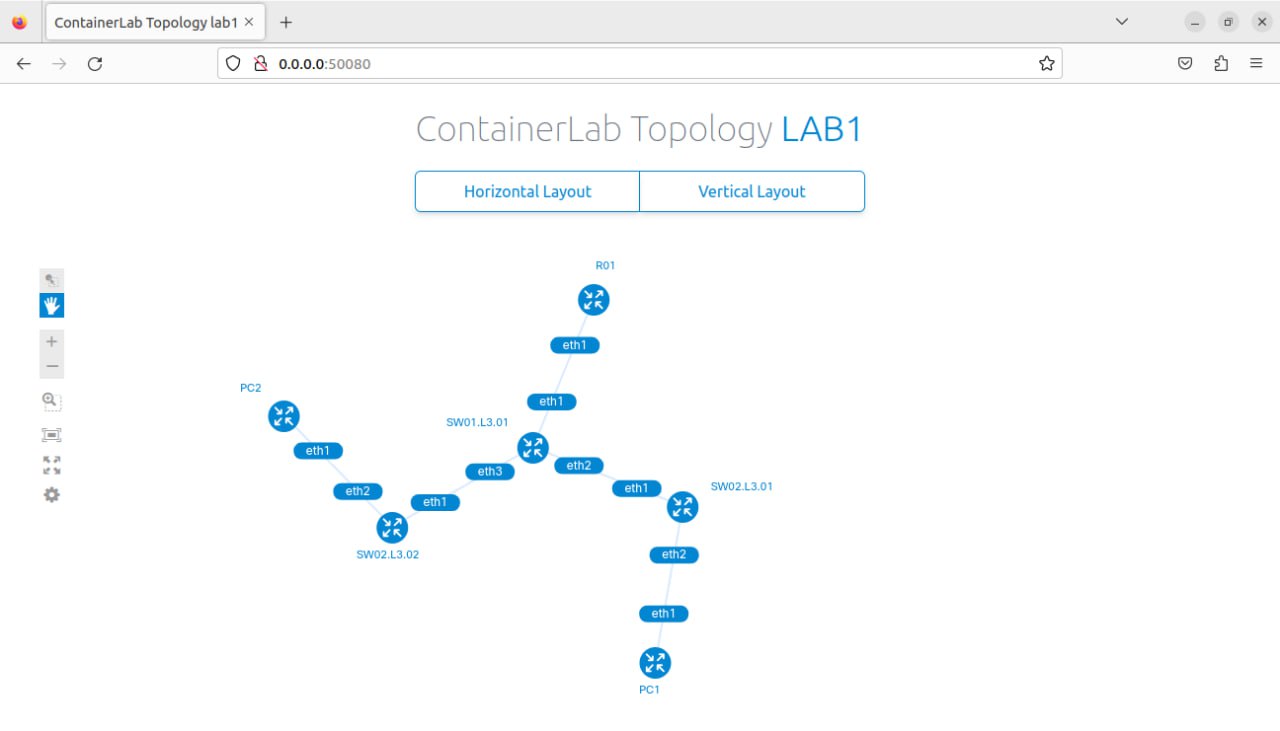 ContainerLab Topology lab1
0.0.0.0:50080
ContainerLab Topology LAB1
Horizontal Layout
Vertical Layout
R01
eth1
PC2
eth1
SW01.L3.01
eth1
eth3
eth2
eth2
eth1
eth1
SW02.L3.01
SW02.L3.02
eth2
eth1
PC1